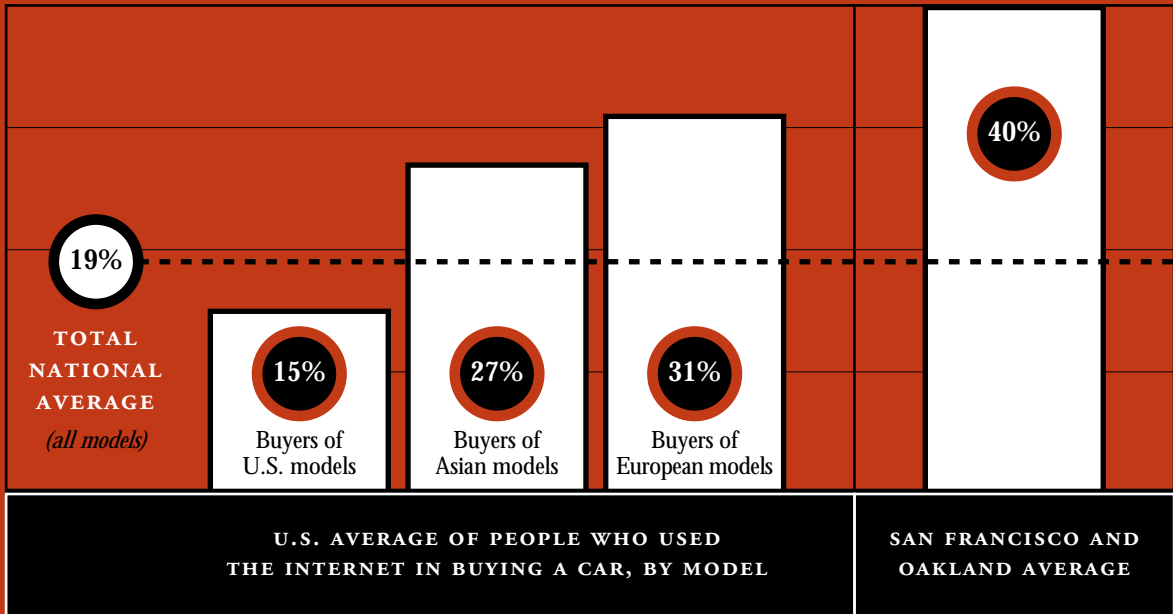 40%
19%
TOTAL
NATIONAL
AVERAGE
(all models)
15%
Buyers of
U.S. models
27%
Buyers of
Asian models
31%
Buyers of
European models
U.S. AVERAGE OF PEOPLE WHO USED
THE INTERNET IN BUYING A CAR, BY MODEL
SAN FRANCISCO AND
OAKLAND AVERAGE